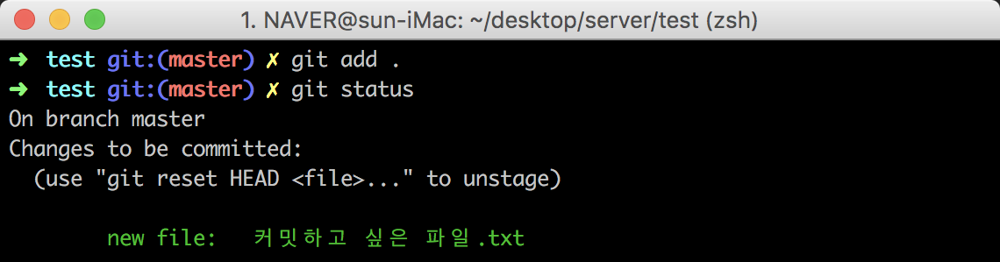 1. NAVER@sun-iMac: ~/desktop/server/test (zsh)
➜ test git:(master) ✗ git add .
➜ test git:(master) ✗ git status
On branch master
Changes to be committed:
(use "git reset HEAD <file>..." to unstage)
new file: 커밋하고 싶은 파일.txt